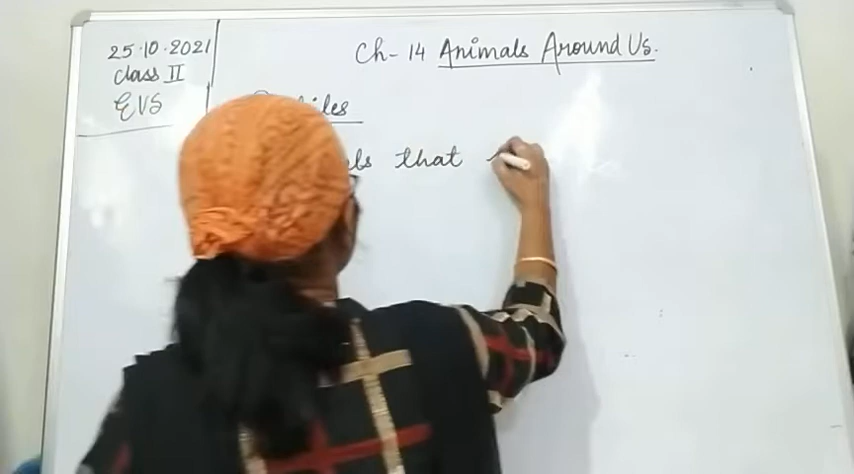 25.10.2021
Class II
EVS
Ch- 14 Animals Around Us.
that